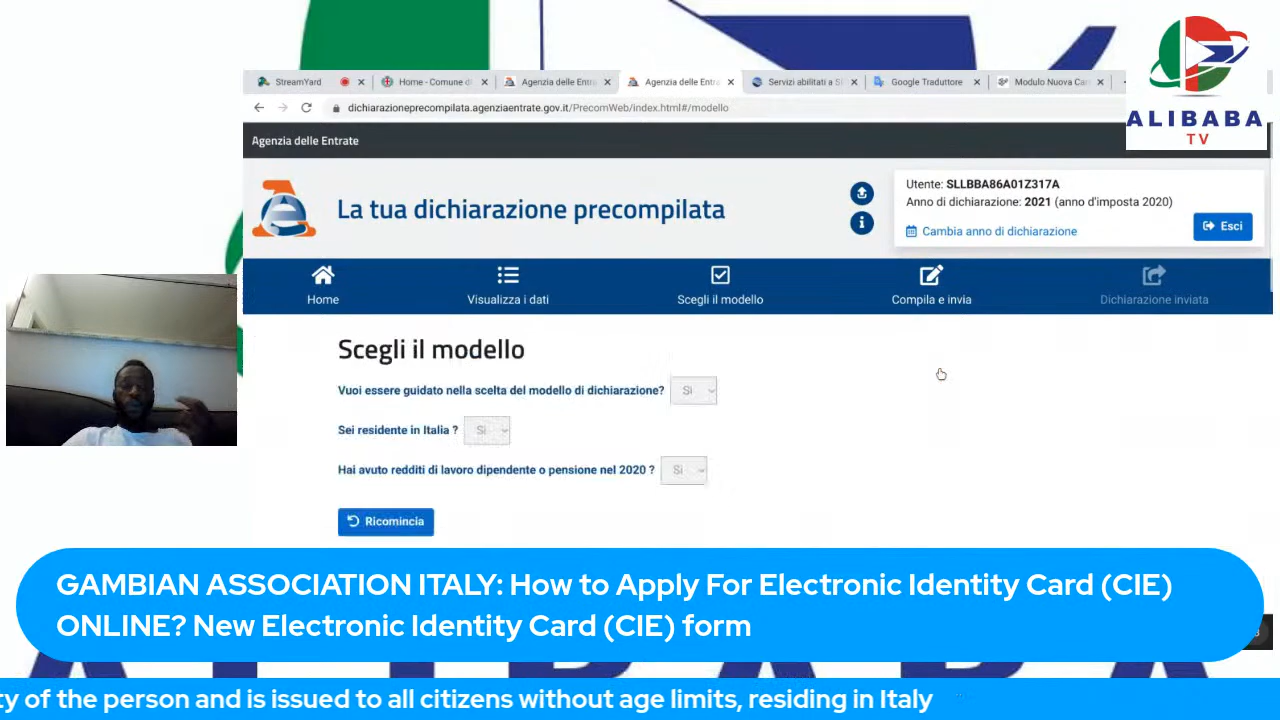 StreamYard
Home - Comune d
Agenzia delle Entr
Agenzia delle Entr
Servizi abilitati a S
Google Traduttore
Modulo Nuova Car
dichiarazioneprecompilata.agenziaentrate.gov.it/PrecomWeb/index.html#/modello
ALIBABA
TV
Agenzia delle Entrate
La tua dichiarazione precompilata
Utente: SLLBBA86A01Z317A
Anno di dichiarazione: 2021 (anno d'imposta 2020)
Cambia anno di dichiarazione
Esci
Home
Visualizza i dati
Scegli il modello
Compila e invia
Dichiarazione inviata
Scegli il modello
Vuoi essere guidato nella scelta del modello di dichiarazione? Sì
Sei residente in Italia ? Sì
Hai avuto redditi di lavoro dipendente o pensione nel 2020 ? Sì
Ricomincia
GAMBIAN ASSOCIATION ITALY: How to Apply For Electronic Identity Card (CIE)
ONLINE? New Electronic Identity Card (CIE) form
ty of the person and is issued to all citizens without age limits, residing in Italy